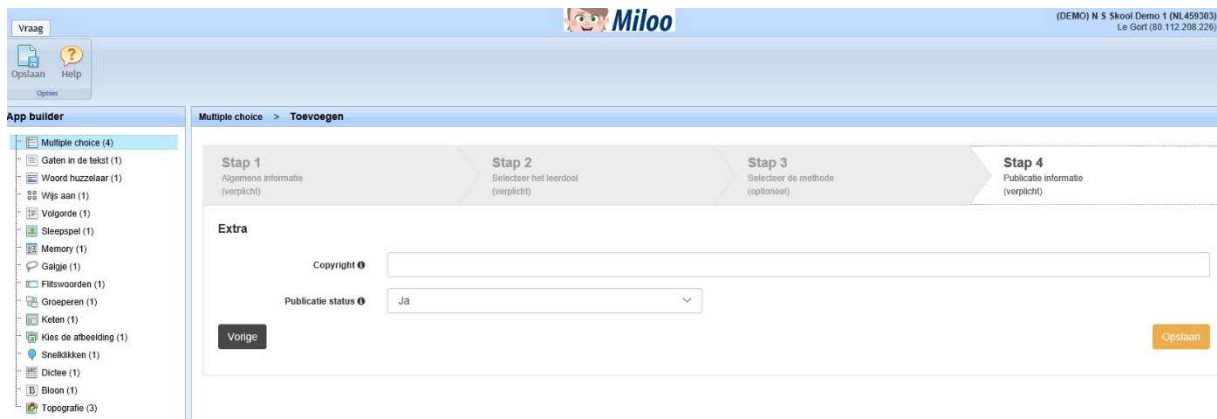 Vraag
Miloo
(DEMO) N S Skool Demo 1 (NL459303)
Le Gort (80.112.208.226)
Opslaan Help
Opties
App builder
Multiple choice (4)
Gaten in de tekst (1)
Woord huzzelaar (1)
Wijs aan (1)
Volgorde (1)
Sleepspel (1)
Memory (1)
Galgje (1)
Flitswoorden (1)
Groeperen (1)
Keten (1)
Kies de afbeelding (1)
Snelklikken (1)
Dictee (1)
Bloon (1)
Topografie (3)
Multiple choice > Toevoegen
Stap 1
Algemene informatie
(verplicht)
Stap 2
Selecteer het leerdoel
(verplicht)
Stap 3
Selecteer de methode
(optioneel)
Stap 4
Publicatie informatie
(verplicht)
Extra
Copyright
Publicatie status Ja
Vorige Opslaan